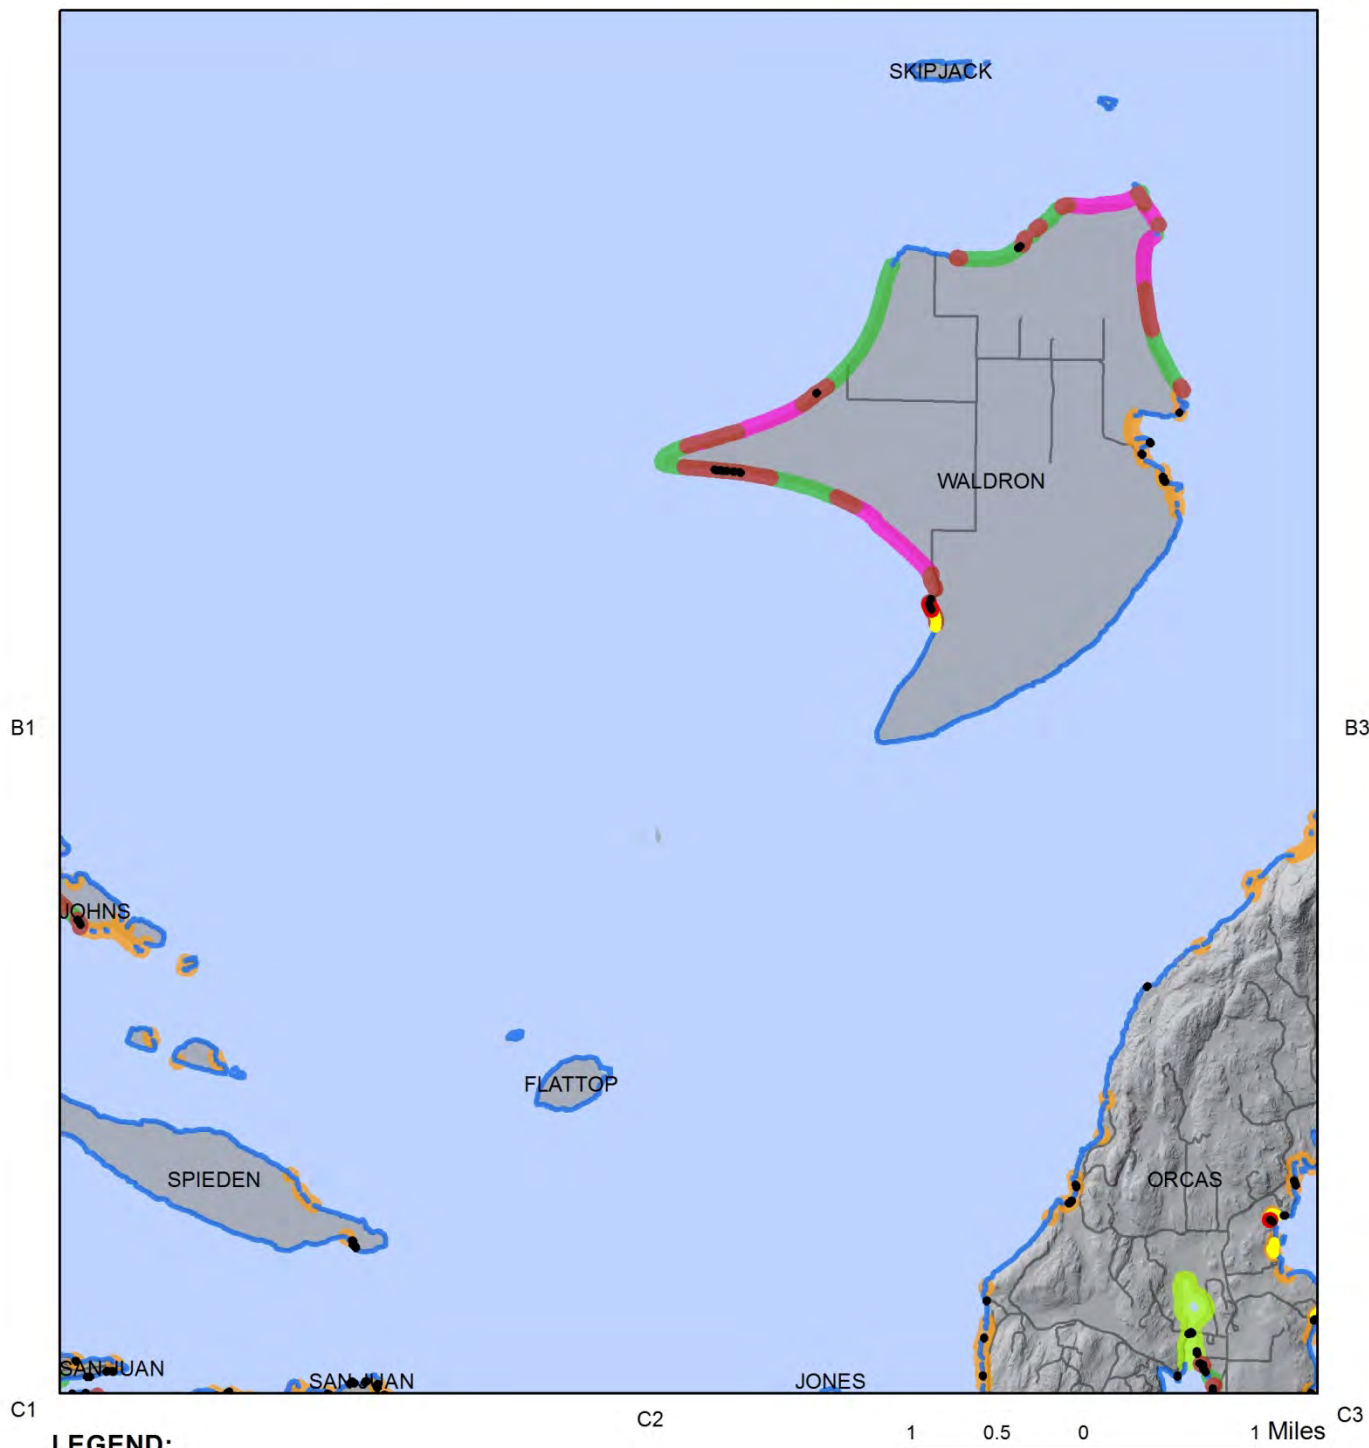 SKIPJACK
WALDRON
B1
B3
JOHNS
FLATTOP
SPIEDEN
ORCAS
SAN JUAN
SAN JUAN
JONES
C1
C2
C3
1 0.5 0 1 Miles
LEGEND: